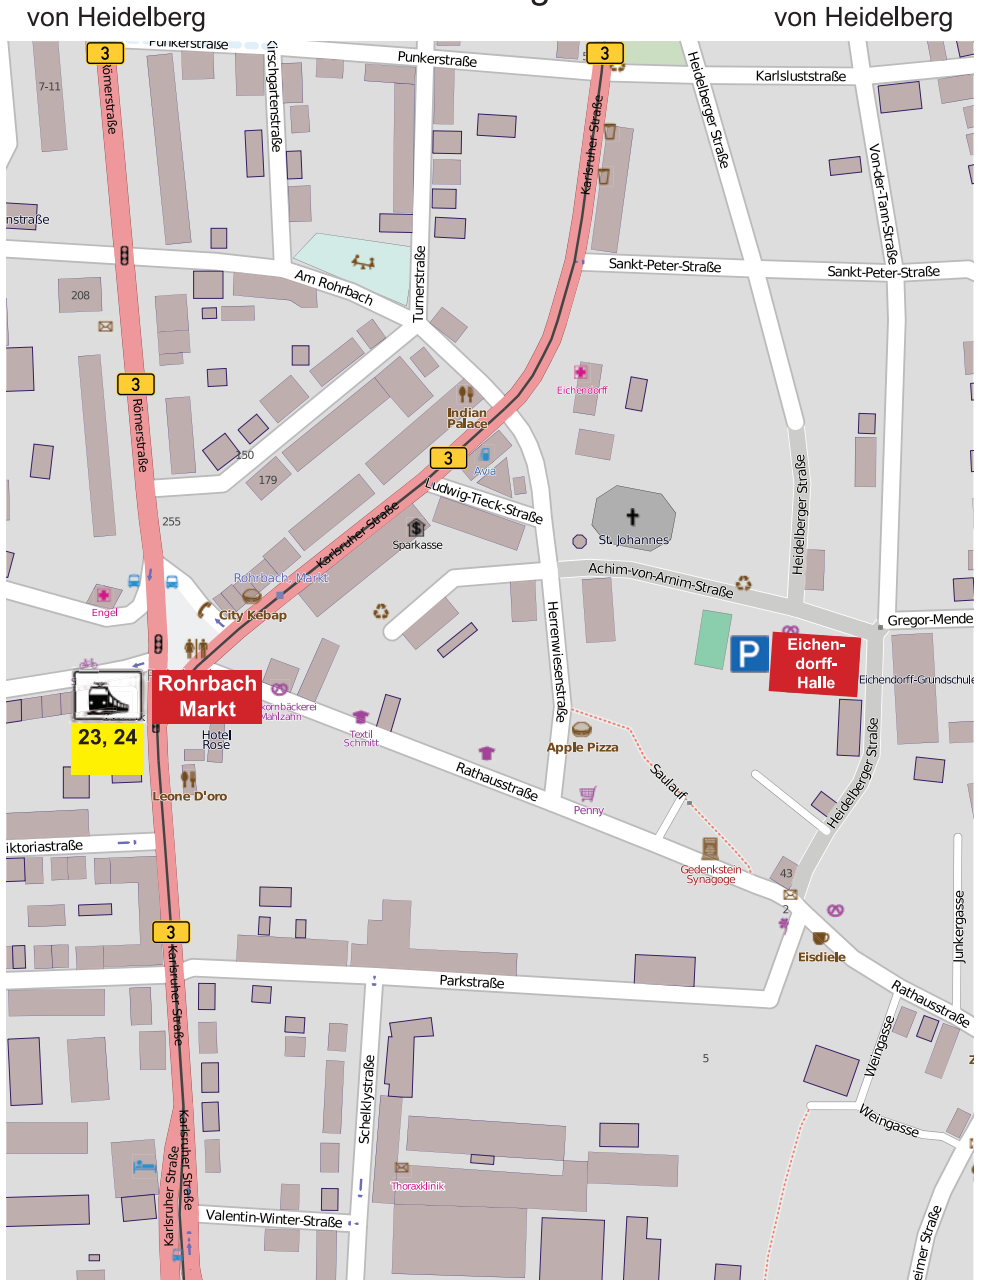 von Heidelberg
von Heidelberg
3
3
Punkerstraße
Punkerstraße
Karlsluststraße
7-11
Römerstraße
Kirschgartenstraße
Karlsruher Straße
Heidelberger Straße
Von-der-Tann-Straße
nstraße
Turnerstraße
Am Rohrbach
Sankt-Peter-Straße
Sankt-Peter-Straße
208
3
Römerstraße
Eichendorff
Indian
Palace
150
179
3
Avia
Ludwig-Tieck-Straße
255
Karlsruher Straße
Sparkasse
St. Johannes
Heidelberger Straße
Achim-von-Arnim-Straße
Rohrbach, Markt
Engel
City Kebap
Herrenwiesenstraße
Gregor-Mende
P
Eichen-
dorff-
Halle
Eichendorff-Grundschule
Rohrbach
Markt
23, 24
kornbäckerei
Mahlzahn
Textil
Schmitt
Hotel
Rose
Apple Pizza
Leone D'oro
Rathausstraße
Saulauf
Penny
Heidelberger Straße
iktoriastraße
Gedenkstein
Synagoge
43
2
3
Karlsruher Straße
Eisdiele
Junkergasse
Parkstraße
Rathausstraße
Weingasse
5
Schelklystraße
Weingasse
Karlsruher Straße
Karlsruher Straße
Thoraxklinik
Valentin-Winter-Straße
eimer Straße